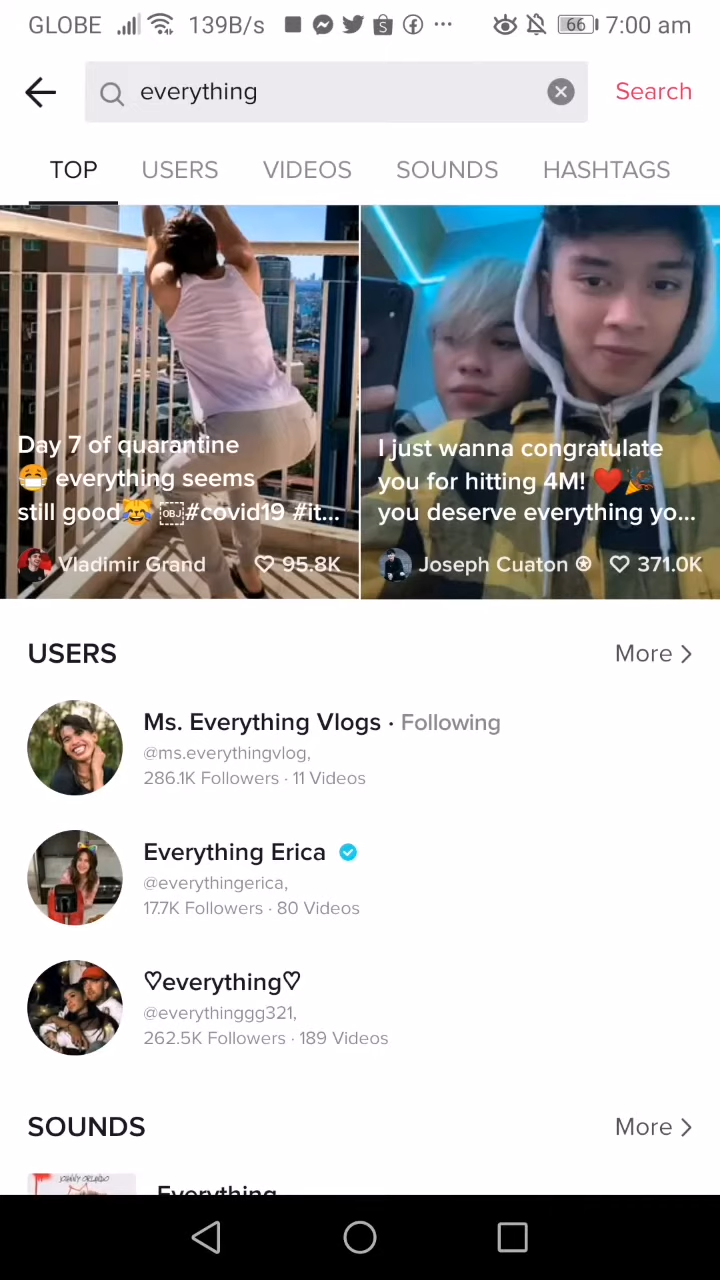 GLOBE 139B/s 66 7:00 am
everything Search
TOP USERS VIDEOS SOUNDS HASHTAGS
Day 7 of quarantine
😷 everything seems
still good😹 OBJ#covid19 #it...
Vladimir Grand 95.8K
I just wanna congratulate
you for hitting 4M! ❤️🎉
you deserve everything yo...
Joseph Cuaton 371.0K
USERS More >
Ms. Everything Vlogs · Following
@ms.everythingvlog,
286.1K Followers · 11 Videos
Everything Erica
@everythingerica,
17.7K Followers · 80 Videos
♡everything♡
@everythinggg321,
262.5K Followers · 189 Videos
SOUNDS More >
JOHNNY ORLANDO
Everything